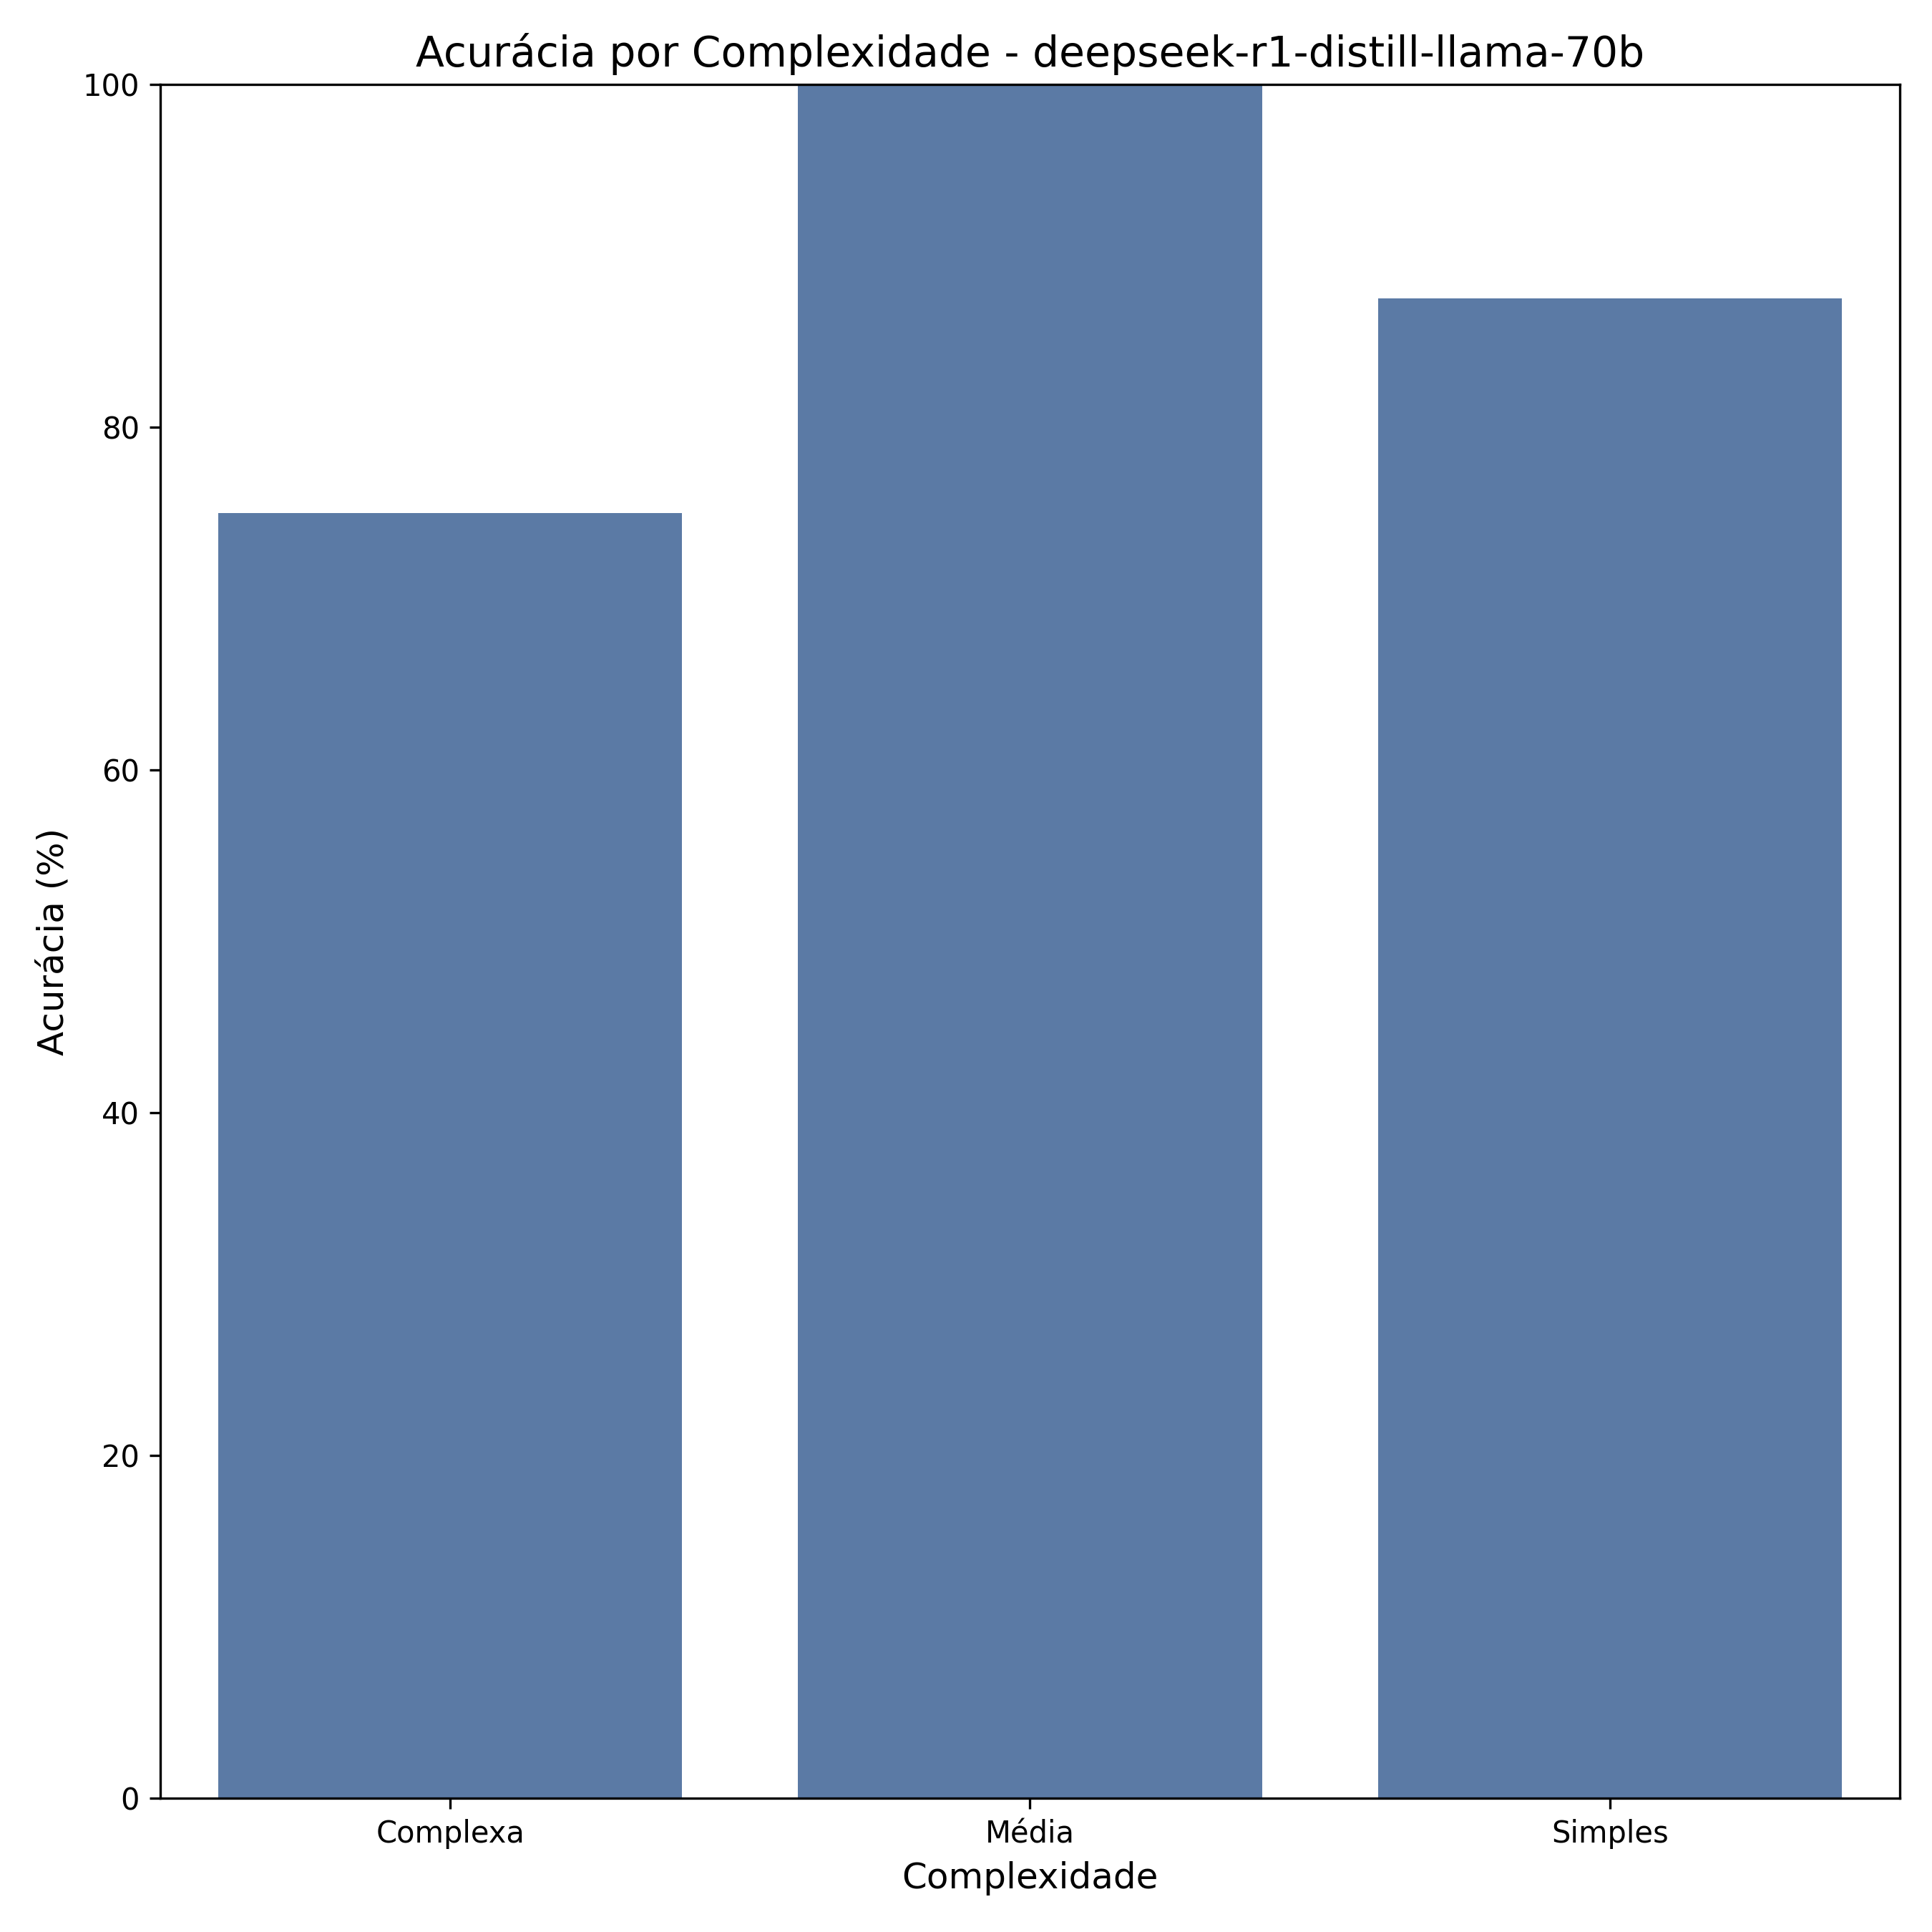 Acurácia por Complexidade - deepseek-r1-distill-llama-70b
Acurácia (%)
100
80
60
40
20
0
Complexa Média Simples
Complexidade